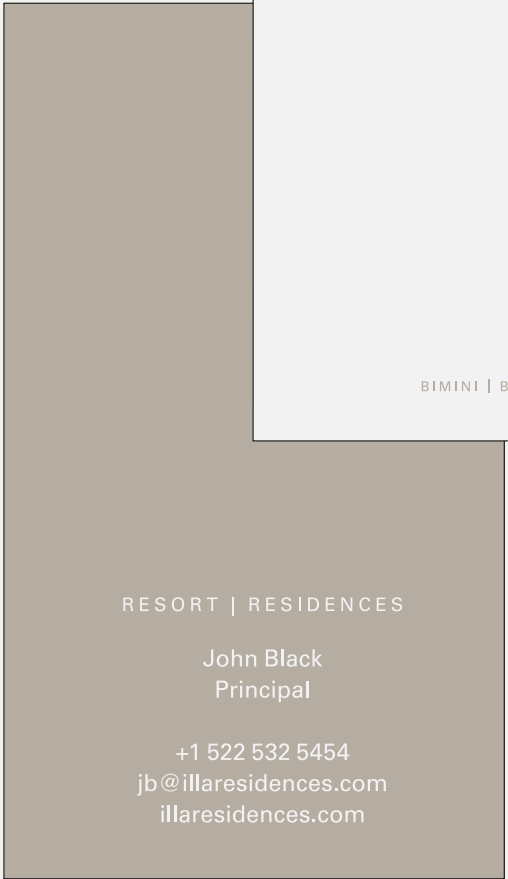 BIMINI |
RESORT | RESIDENCES
John Black
Principal
+1 522 532 5454
jb@illaresidences.com
illaresidences.com